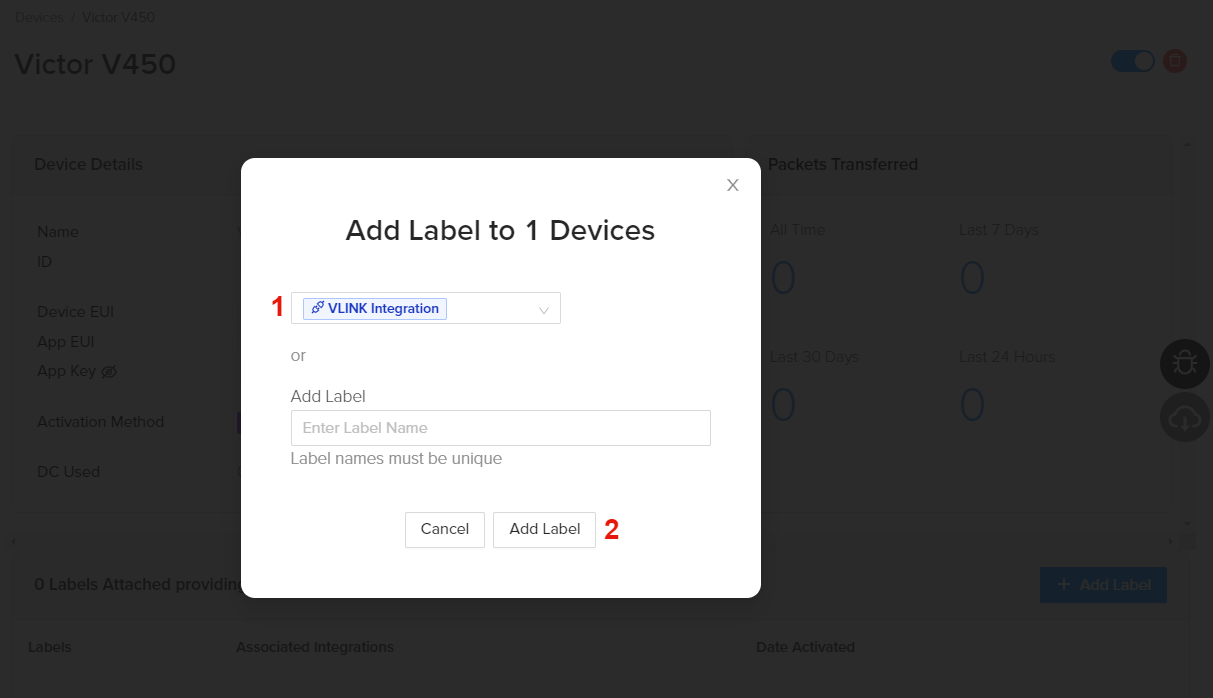 Devices / Victor V450
Victor V450
Device Details
Packets Transferred
X
Add Label to 1 Devices
Name
ID
All Time
Last 7 Days
0
0
1
VLINK Integration
Device EUI
App EUI
App Key
or
Last 30 Days
Last 24 Hours
0
0
Add Label
Enter Label Name
Label names must be unique
Activation Method
DC Used
Cancel
Add Label
2
0 Labels Attached providing
+ Add Label
Labels
Associated Integrations
Date Activated